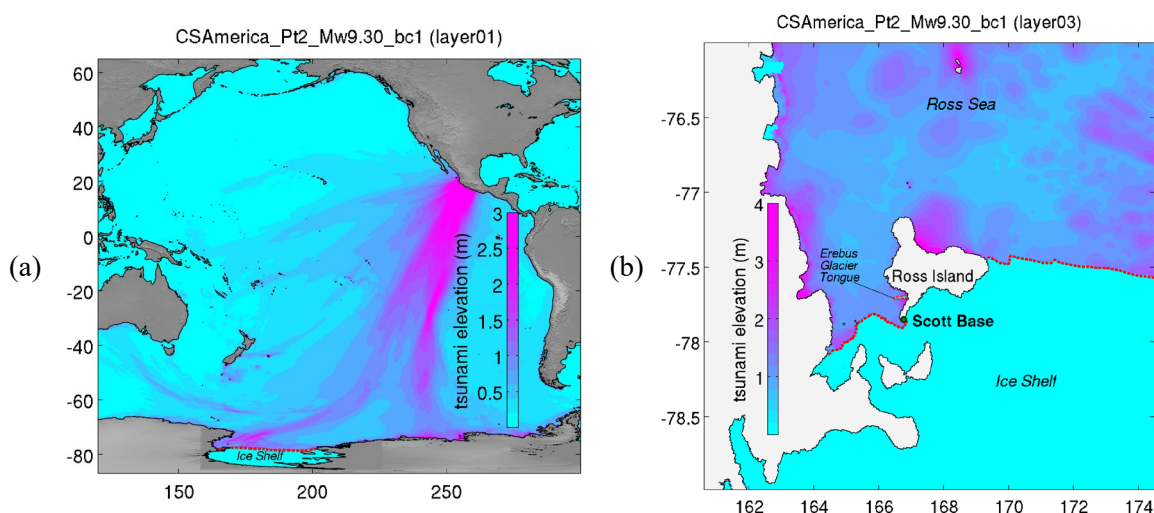 CSAmerica_Pt2_Mw9.30_bc1 (layer01)
(a)
60
40
20
0
-20
-40
-60
-80
150
200
250
tsunami elevation (m)
3
2.5
2
1.5
1
0.5
Ice Shelf
CSAmerica_Pt2_Mw9.30_bc1 (layer03)
(b)
-76.5
-77
-77.5
-78
-78.5
162
164
166
168
170
172
174
tsunami elevation (m)
4
3
2
1
Ross Sea
Erebus
Glacier
Tongue
Ross Island
Scott Base
Ice Shelf